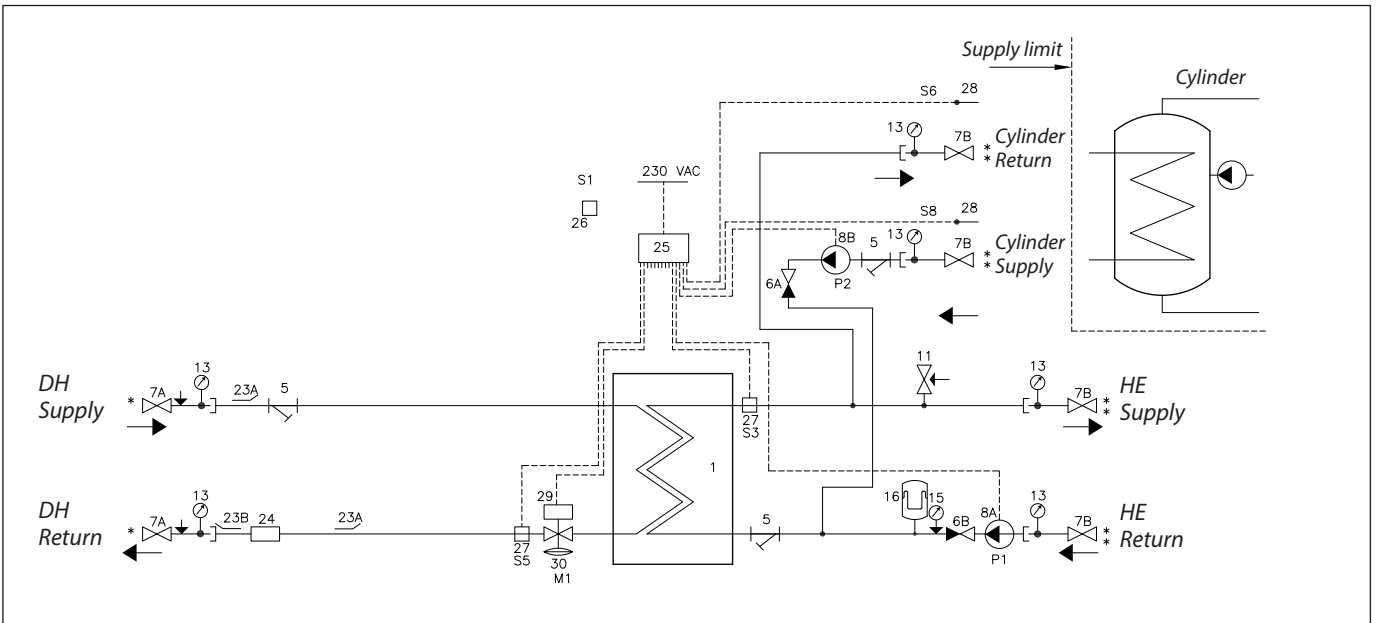 Supply limit
Cylinder
S6 28
13 7B ** Cylinder
Return
S1 230 VAC
26
S8 28
25
8B 5 13 7B ** Cylinder
6A P2 Supply
DH
Supply
* 7A 13 23A 5
11
13 7B ** HE
Supply
27
S3
1
DH
Return
* 7A 13 23B 24 23A
29
27
S5
30
M1
5
16 15 6B 8A
P1
13 7B ** HE
Return